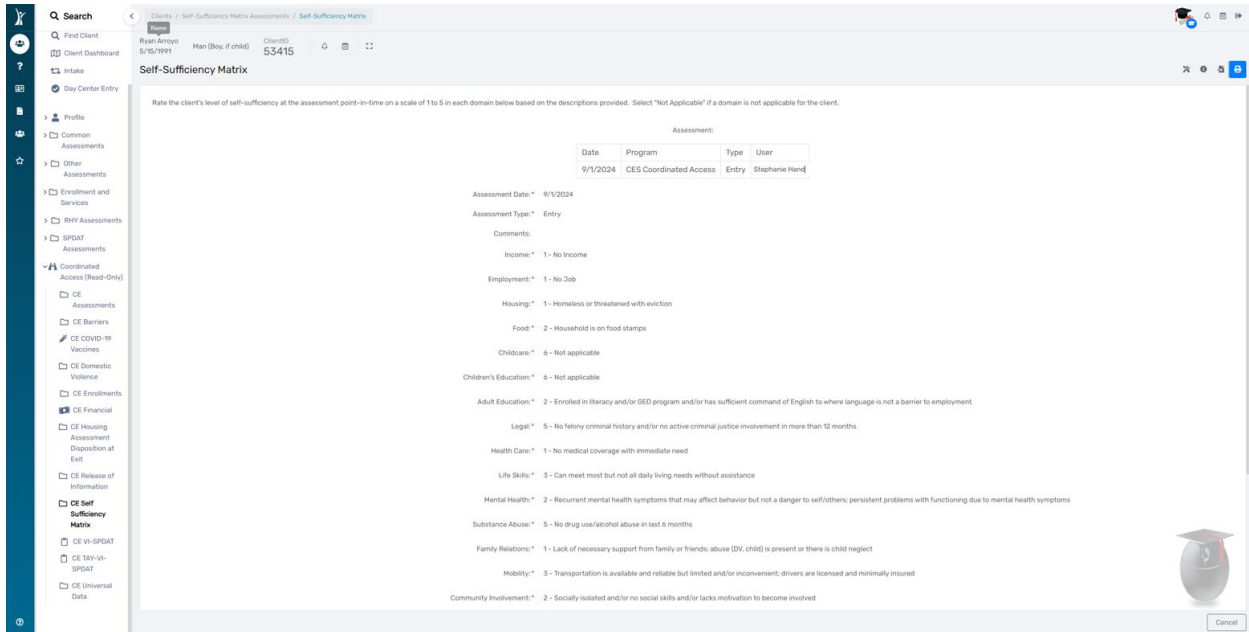 Search
Clients / Self-Sufficiency Matrix Assessments / Self-Sufficiency Matrix
Name
Find Client
Client Dashboard
Intake
Day Center Entry
Profile
Common
Assessments
Other
Assessments
Enrollment and
Services
RHY Assessments
SPDAT
Assessments
Coordinated
Access (Read-Only)
CE
Assessments
CE Barriers
CE COVID-19
Vaccines
CE Domestic
Violence
CE Enrollments
CE Financial
CE Housing
Assessment
Disposition at
Exit
CE Release of
Information
CE Self
Sufficiency
Matrix
CE VI-SPDAT
CE TAY-VI-
SPDAT
CE Universal
Data
Ryan Arroyo
5/15/1991
Man (Boy, if child)
ClientID
53415
Self-Sufficiency Matrix
Rate the client's level of self-sufficiency at the assessment point-in-time on a scale of 1 to 5 in each domain below based on the descriptions provided. Select "Not Applicable" if a domain is not applicable for the client.
Assessment:
Date Program Type User
9/1/2024 CES Coordinated Access Entry Stephanie Hand
Assessment Date:* 9/1/2024
Assessment Type:* Entry
Comments:
Income:* 1 - No Income
Employment:* 1 - No Job
Housing:* 1 - Homeless or threatened with eviction
Food:* 2 - Household is on food stamps
Childcare:* 6 - Not applicable
Children's Education:* 6 - Not applicable
Adult Education:* 2 - Enrolled in literacy and/or GED program and/or has sufficient command of English to where language is not a barrier to employment
Legal:* 5 - No felony criminal history and/or no active criminal justice involvement in more than 12 months
Health Care:* 1 - No medical coverage with immediate need
Life Skills:* 3 - Can meet most but not all daily living needs without assistance
Mental Health:* 2 - Recurrent mental health symptoms that may affect behavior but not a danger to self/others; persistent problems with functioning due to mental health symptoms
Substance Abuse:* 5 - No drug use/alcohol abuse in last 6 months
Family Relations:* 1 - Lack of necessary support from family or friends; abuse (DV, child) is present or there is child neglect
Mobility:* 3 - Transportation is available and reliable but limited and/or inconvenient; drivers are licensed and minimally insured
Community Involvement:* 2 - Socially isolated and/or no social skills and/or lacks motivation to become involved
Cancel